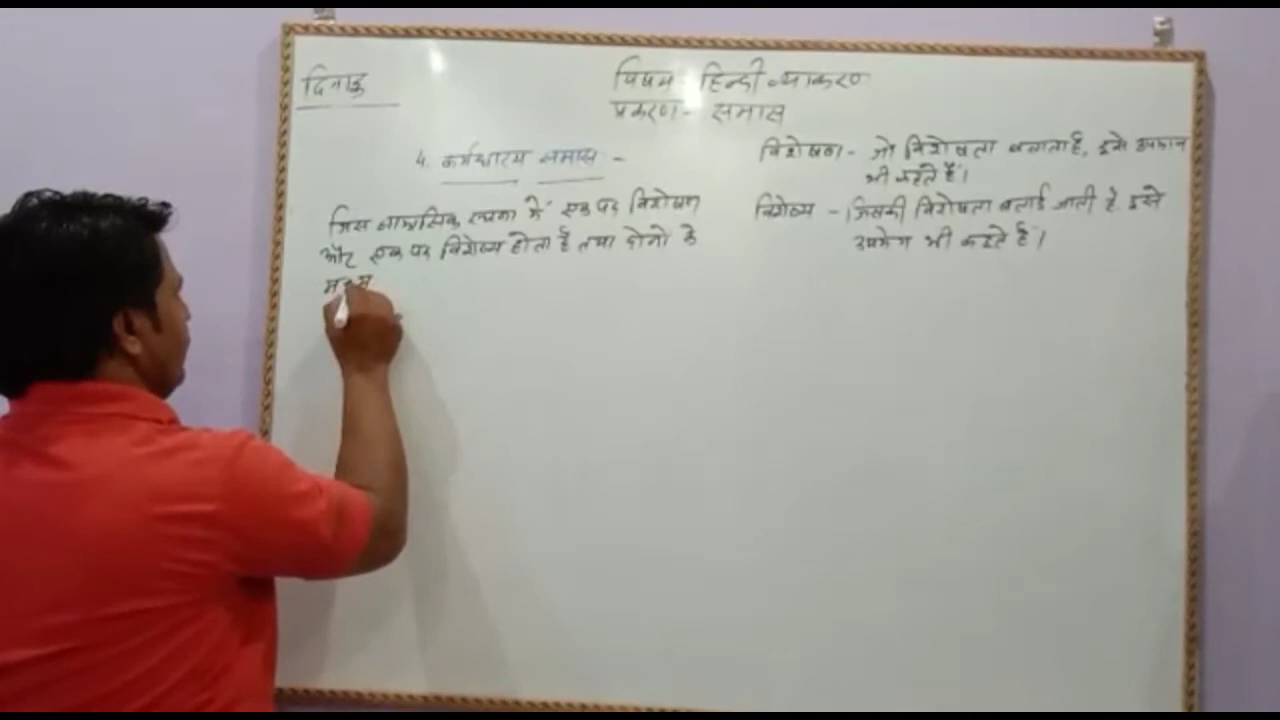 दिनांक
विषय - हिन्दी व्याकरण
प्रकरण - समास
4. कर्मधारय समास -
जिस सामासिक रचना में एक पद विशेषण
और एक पद विशेष्य होता है तथा दोनो के
मध्य
विशेषण - जो विशेषता बताता है, इसे उपमान
भी कहते हैं।
विशेष्य - जिसकी विशेषता बताई जाती है इसे
उपमेय भी कहते हैं।